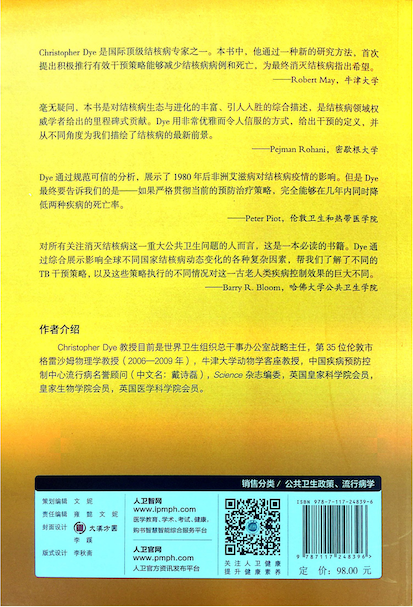 Christopher Dye 是国际顶级结核病专家之一。本书中，他通过一种新的研究方法，首次
提出积极推行有效干预策略能够减少结核病病例和死亡，为最终消灭结核病指出希望。
——Robert May，牛津大学
毫无疑问，本书是对结核病生态与进化的丰富、引人入胜的综合描述，是结核病领域权
威学者给出的里程碑式贡献。Dye 用非常优雅而令人信服的方式，给出干预的定义，并
从不同角度为我们描绘了结核病的最新前景。
——Pejman Rohani，密歇根大学
Dye 通过规范可信的分析，展示了 1980 年后非洲艾滋病对结核病疫情的影响。但是 Dye
最终要告诉我们的是——如果严格贯彻当前的预防治疗策略，完全能够在几年内同时降
低两种疾病的死亡率。
——Peter Piot，伦敦卫生和热带医学院
对所有关注消灭结核病这一重大公共卫生问题的人而言，这是一本必读的书籍。Dye 通
过综合展示影响全球不同国家结核病动态变化的各种复杂因素，帮我们了解了不同的
TB 干预策略，以及这些策略执行的不同情况对这一古老人类疾病控制效果的巨大不同。
——Barry R. Bloom，哈佛大学公共卫生学院
作者介绍
Christopher Dye 教授目前是世界卫生组织总干事办公室战略主任，第 35 位伦敦市
格雷沙姆物理学教授（2006—2009 年），牛津大学动物学客座教授，中国疾病预防控
制中心流行病名誉顾问（中文名：戴诗磊），Science 杂志编委，英国皇家科学院会员，
皇家生物学院会员，英国医学科学院会员。
销售分类 / 公共卫生政策、流行病学
策划编辑 文 妮
责任编辑 雍 懿 文 妮
封面设计 大漠方圆
李 蹊
版式设计 李秋斋
人卫智网
www.ipmph.com
医学教育、学术、考试、健康，
购书智慧智能综合服务平台
人卫官网
www.pmph.com
人卫官方资讯发布平台
关注人卫健康
提升健康素养
ISBN 978-7-117-24839-6
9 787117 248396
定 价：98.00 元